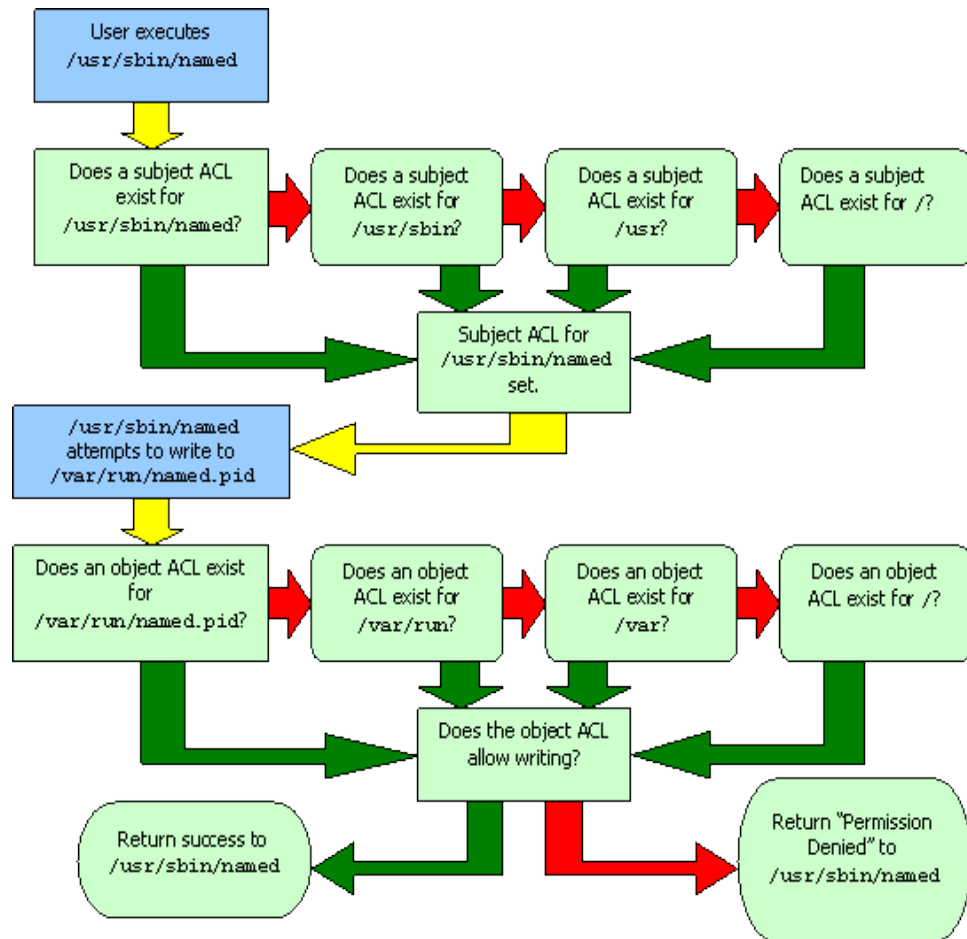 User executes
/usr/sbin/named
Does a subject ACL
exist for
/usr/sbin/named?
Does a subject
ACL exist for
/usr/sbin?
Does a subject
ACL exist for
/usr?
Does a subject
ACL exist for /?
Subject ACL for
/usr/sbin/named
set.
/usr/sbin/named
attempts to write to
/var/run/named.pid
Does an object ACL exist
for
/var/run/named.pid?
Does an object
ACL exist for
/var/run?
Does an object
ACL exist for
/var?
Does an object
ACL exist for /?
Does the object ACL
allow writing?
Return success to
/usr/sbin/named
Return “Permission
Denied” to
/usr/sbin/named